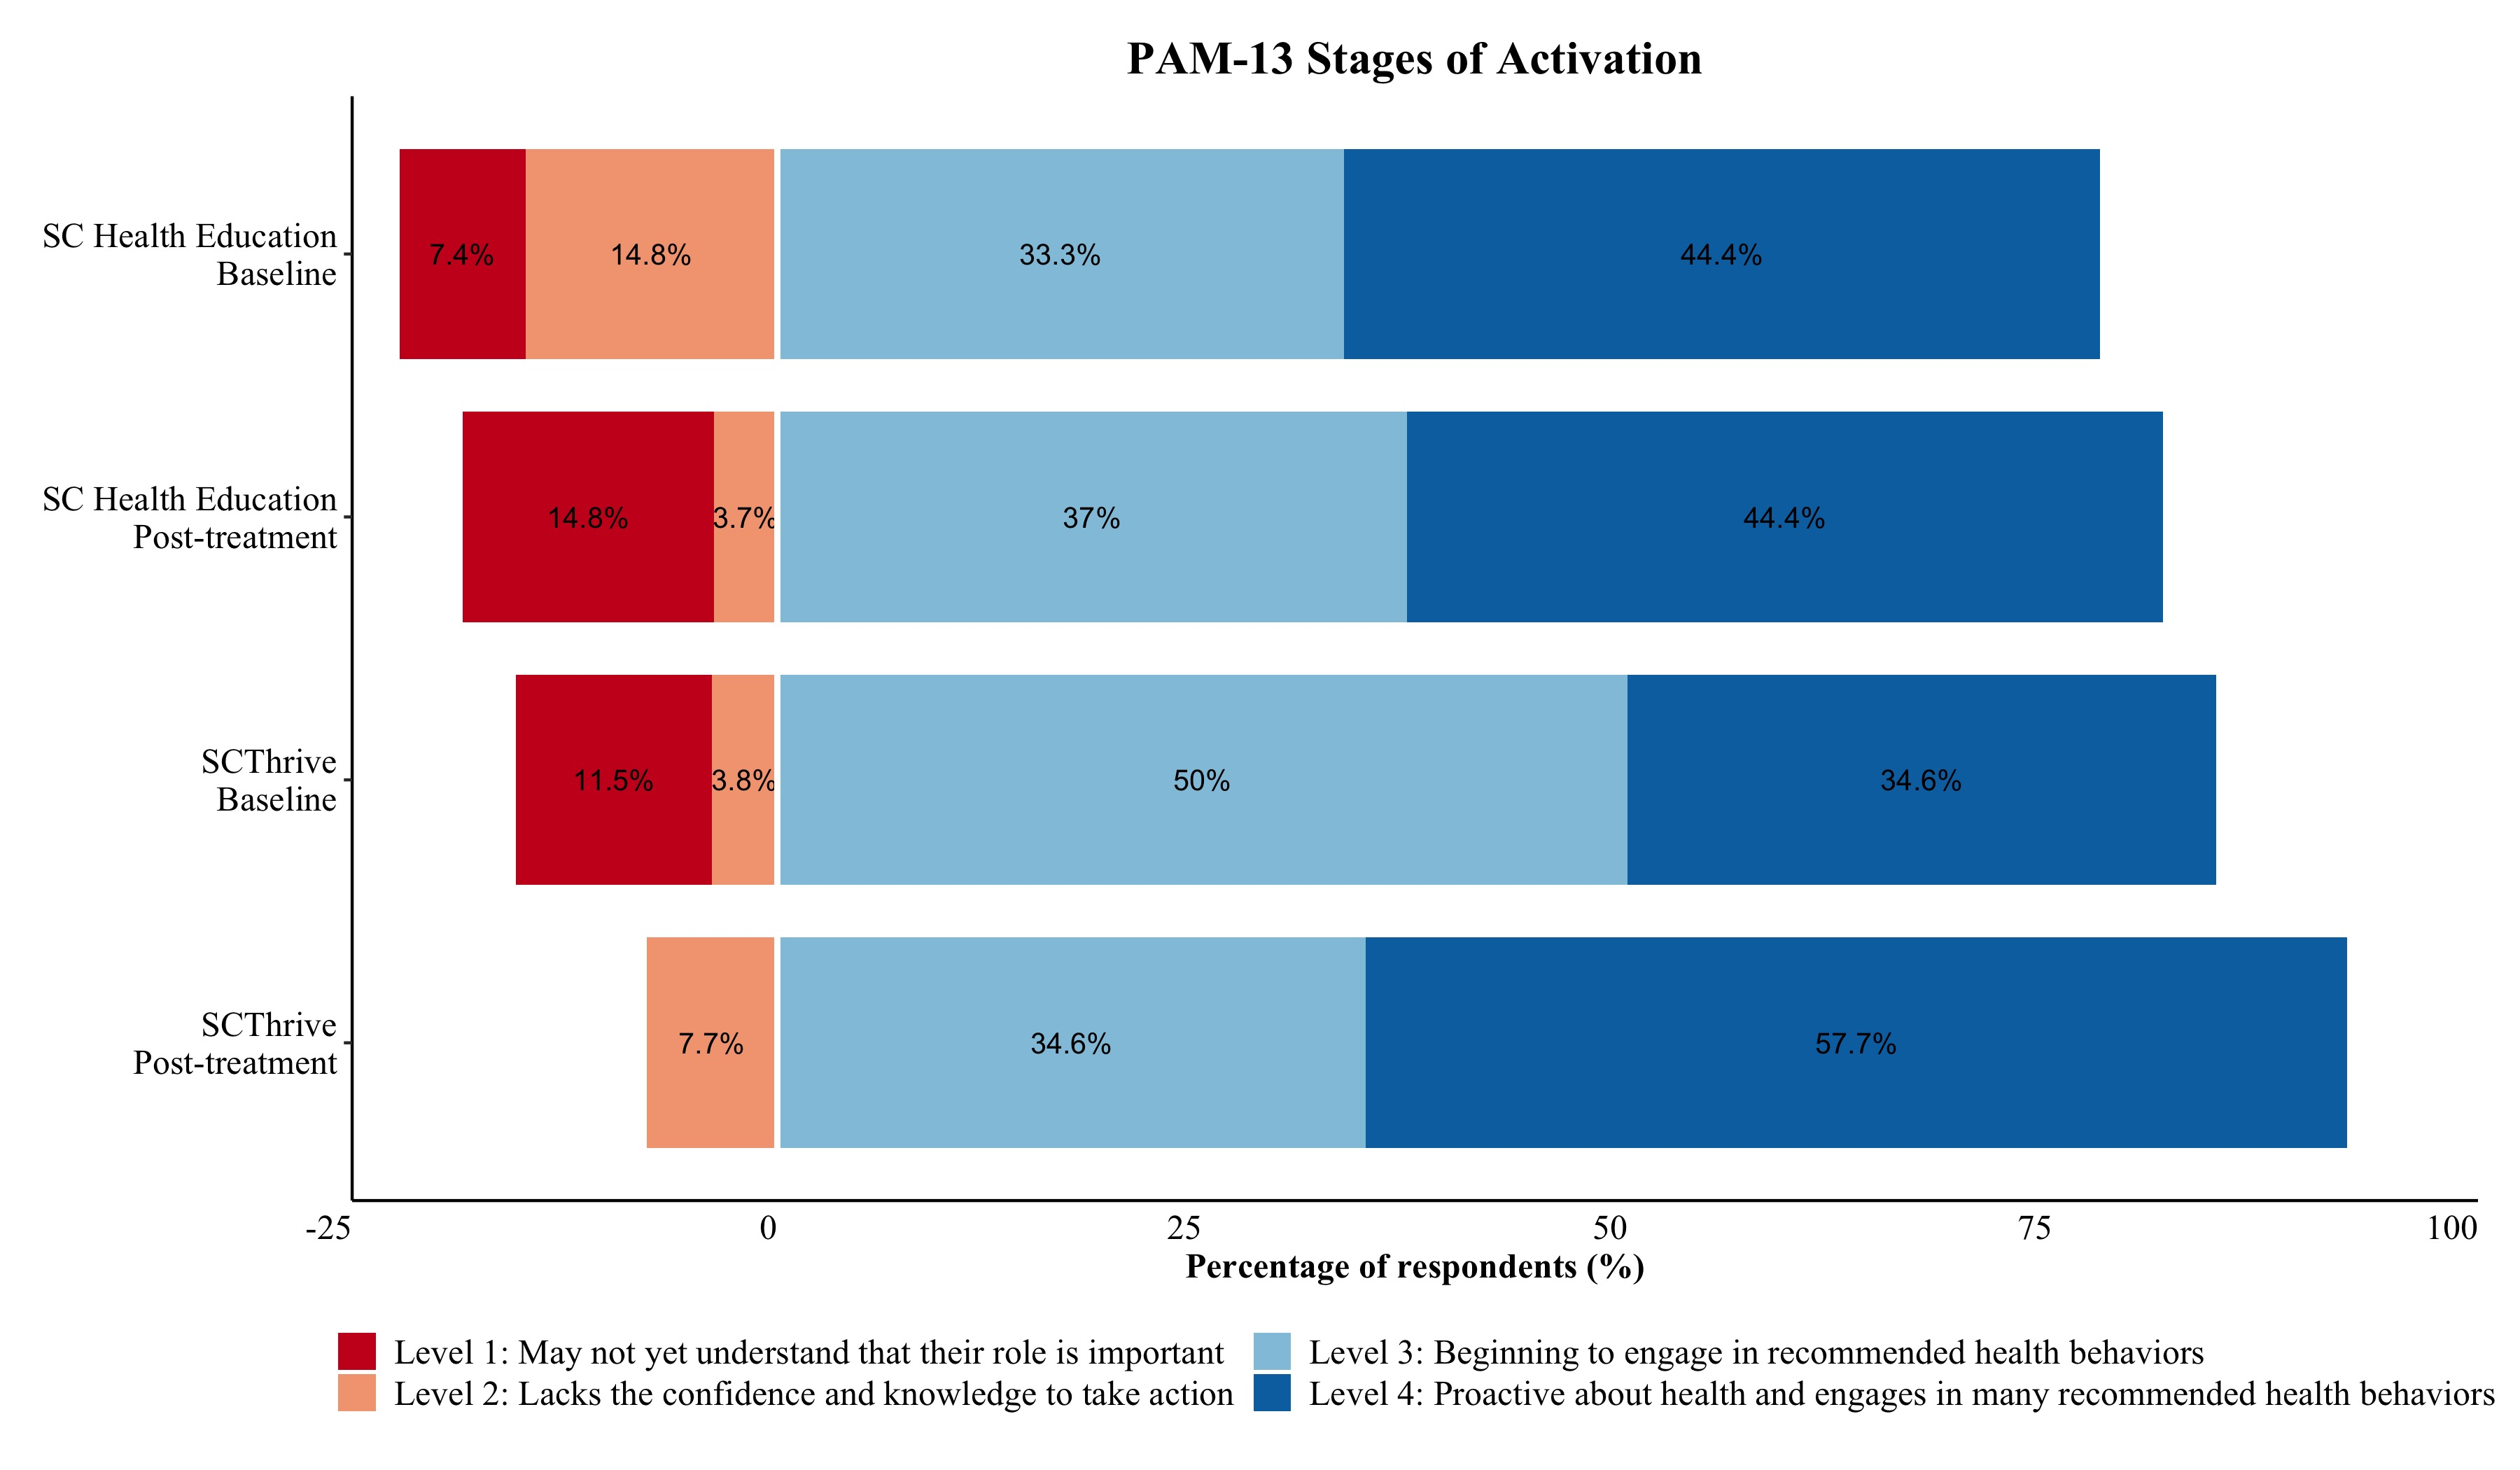 PAM-13 Stages of Activation
SC Health Education
Baseline
7.4% 14.8% 33.3% 44.4%
SC Health Education
Post-treatment
14.8% 3.7% 37% 44.4%
SCThrive
Baseline
11.5% 3.8% 50% 34.6%
SCThrive
Post-treatment
7.7% 34.6% 57.7%
-25 0 25 50 75 100
Percentage of respondents (%)
Level 1: May not yet understand that their role is important
Level 2: Lacks the confidence and knowledge to take action
Level 3: Beginning to engage in recommended health behaviors
Level 4: Proactive about health and engages in many recommended health behaviors